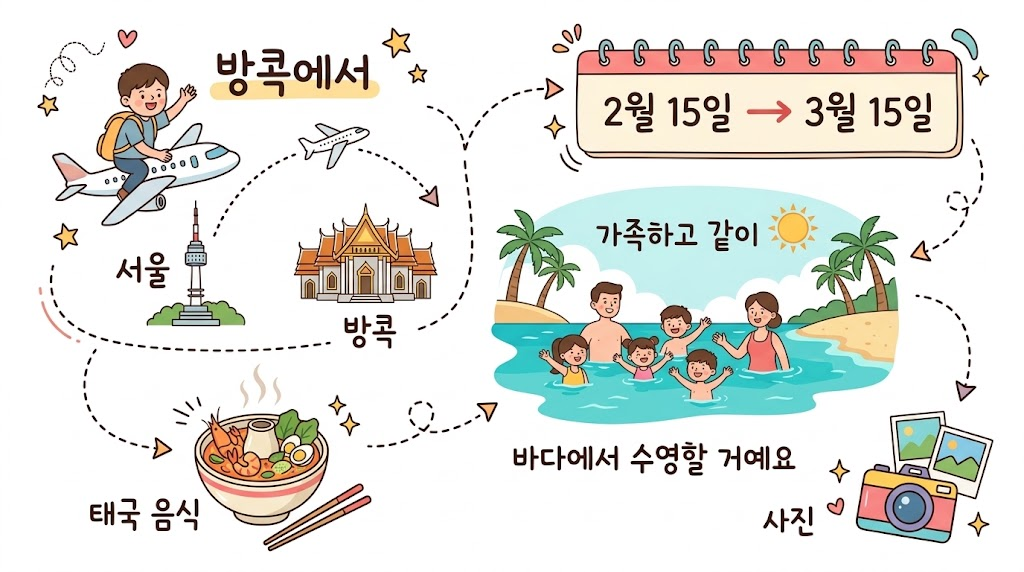 방콕에서
2월 15일 → 3월 15일
서울
방콕
가족하고 같이
태국 음식
바다에서 수영할 거예요
사진